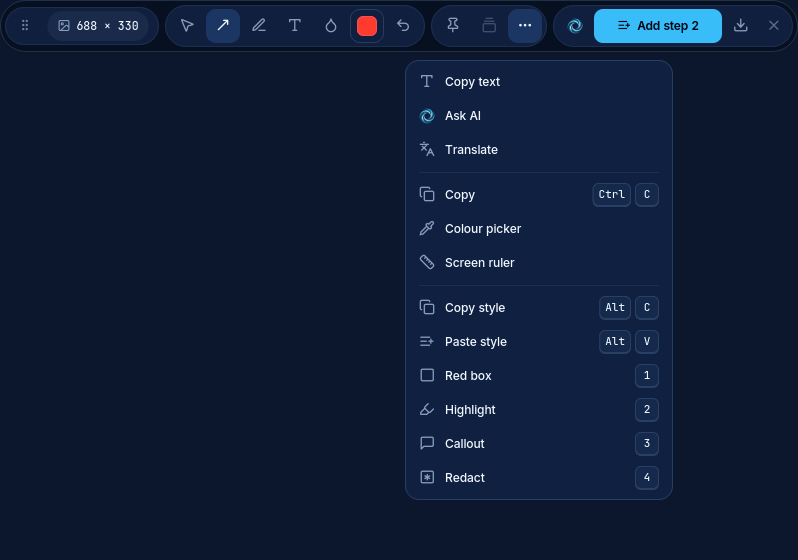 688 × 330
Add step 2
Copy text
Ask AI
Translate
Copy Ctrl C
Colour picker
Screen ruler
Copy style Alt C
Paste style Alt V
Red box 1
Highlight 2
Callout 3
Redact 4